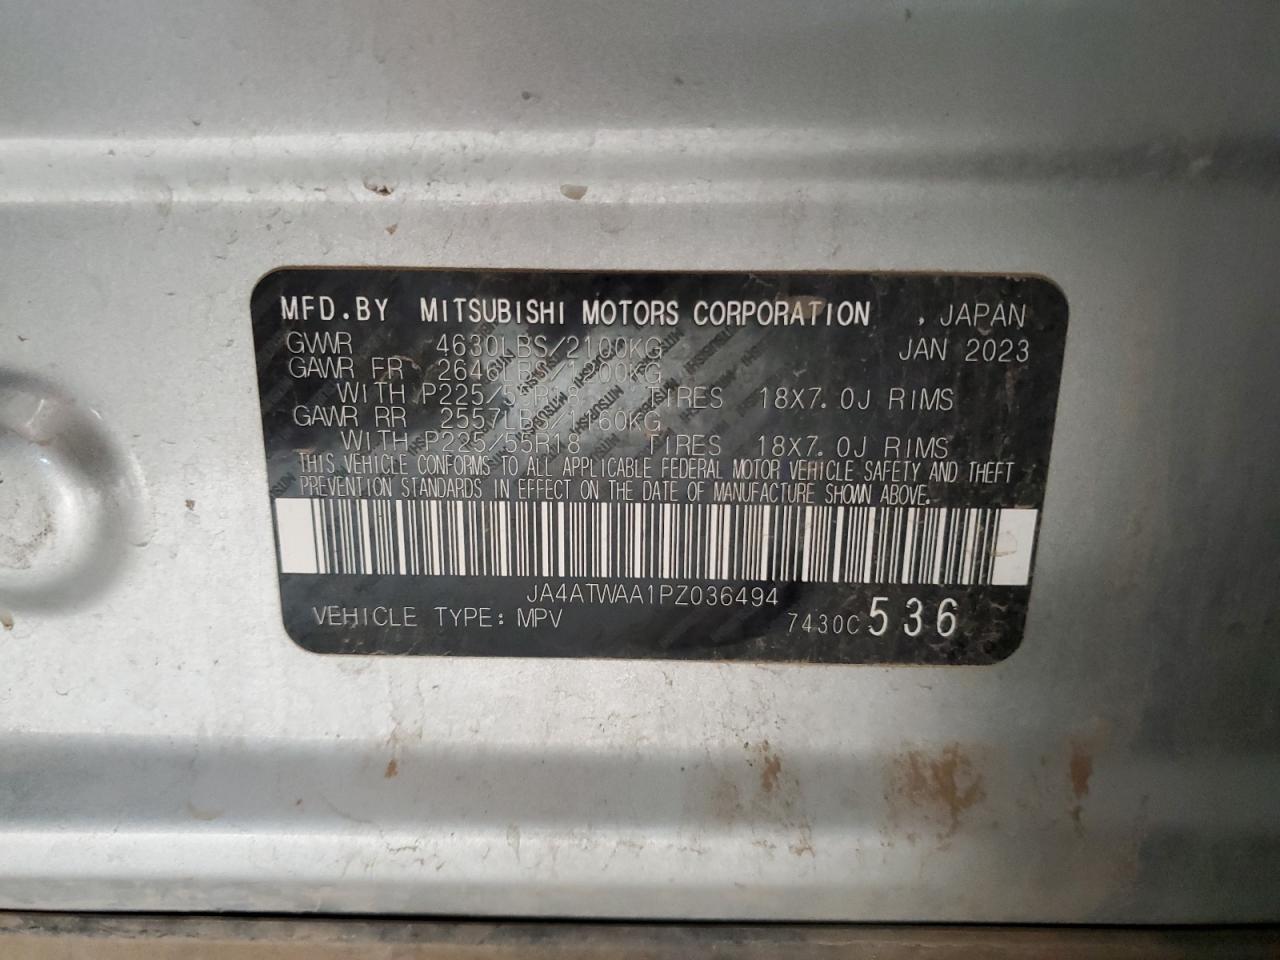 MFD.BY MITSUBISHI MOTORS CORPORATION , JAPAN
GVWR 4630LBS/2100KG JAN 2023
GAWR FR 2646LBS/1200KG
WITH P225/55R18 TIRES 18X7.0J RIMS
GAWR RR 2557LBS/1160KG
WITH P225/55R18 TIRES 18X7.0J RIMS
THIS VEHICLE CONFORMS TO ALL APPLICABLE FEDERAL MOTOR VEHICLE SAFETY AND THEFT
PREVENTION STANDARDS IN EFFECT ON THE DATE OF MANUFACTURE SHOWN ABOVE.
JA4ATWAA1PZ036494
VEHICLE TYPE: MPV 7430C 536